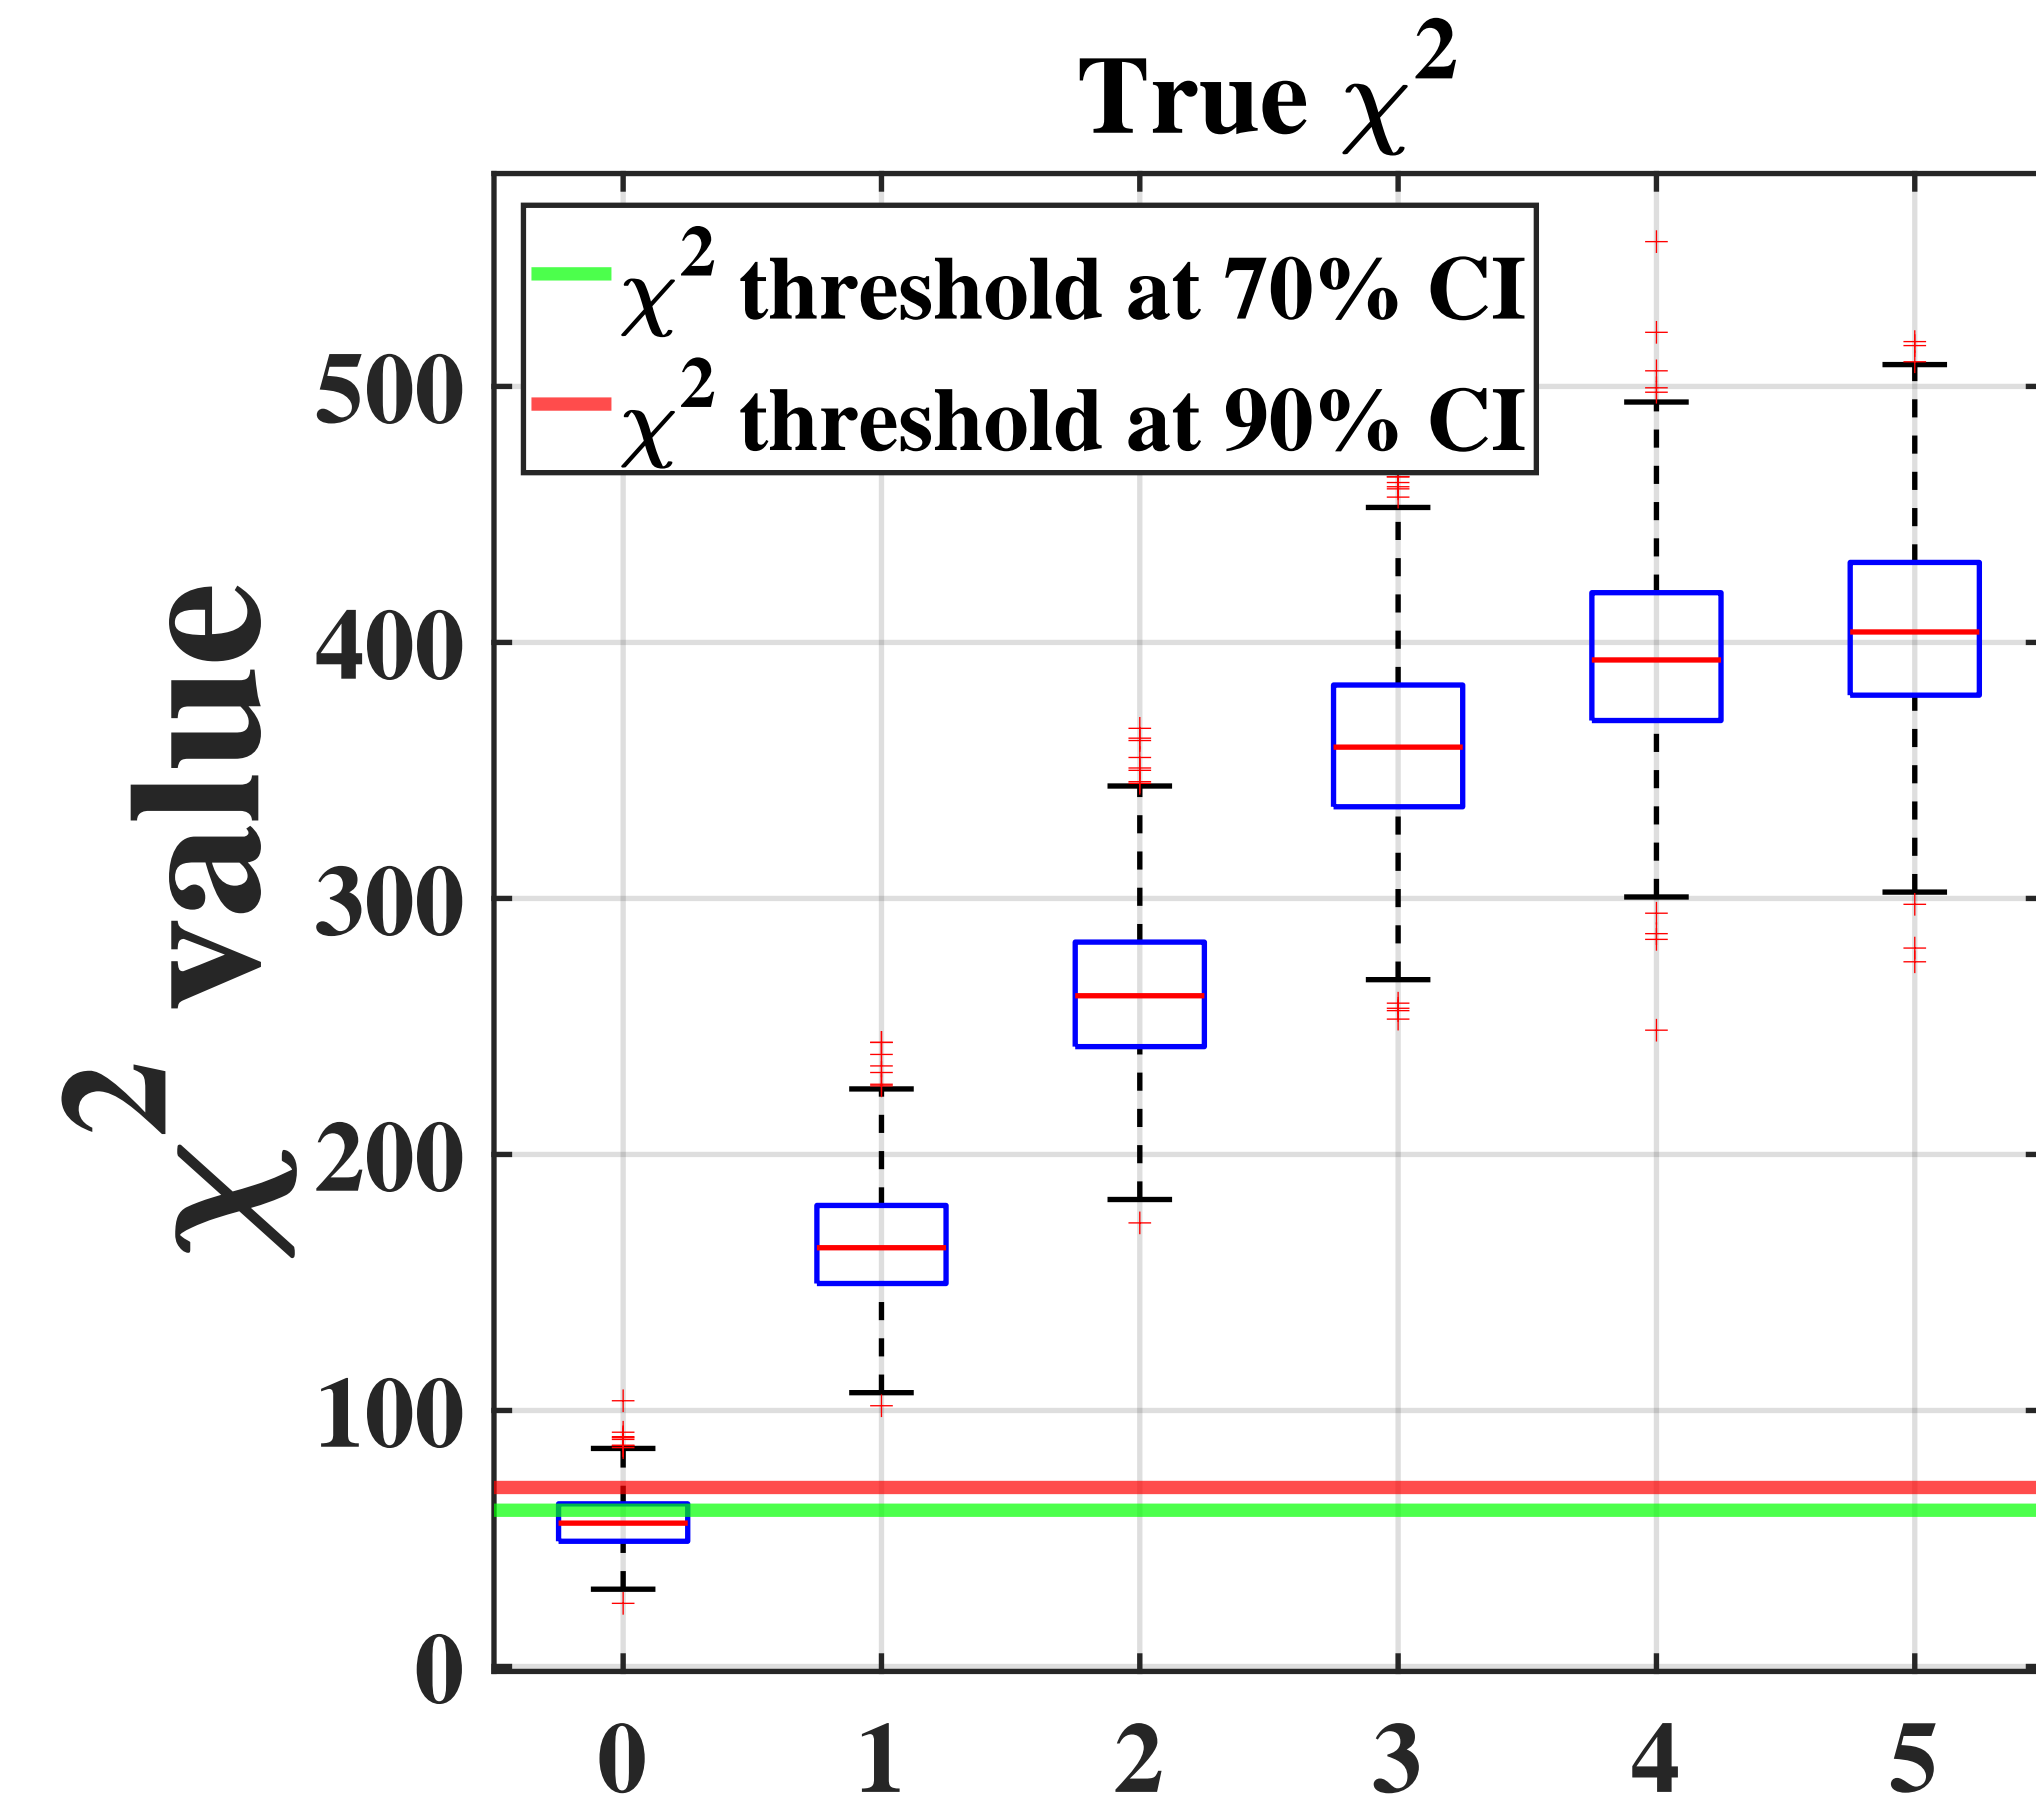 True χ²
χ² threshold at 70% CI
χ² threshold at 90% CI
χ² value
500
400
300
200
100
0
0 1 2 3 4 5